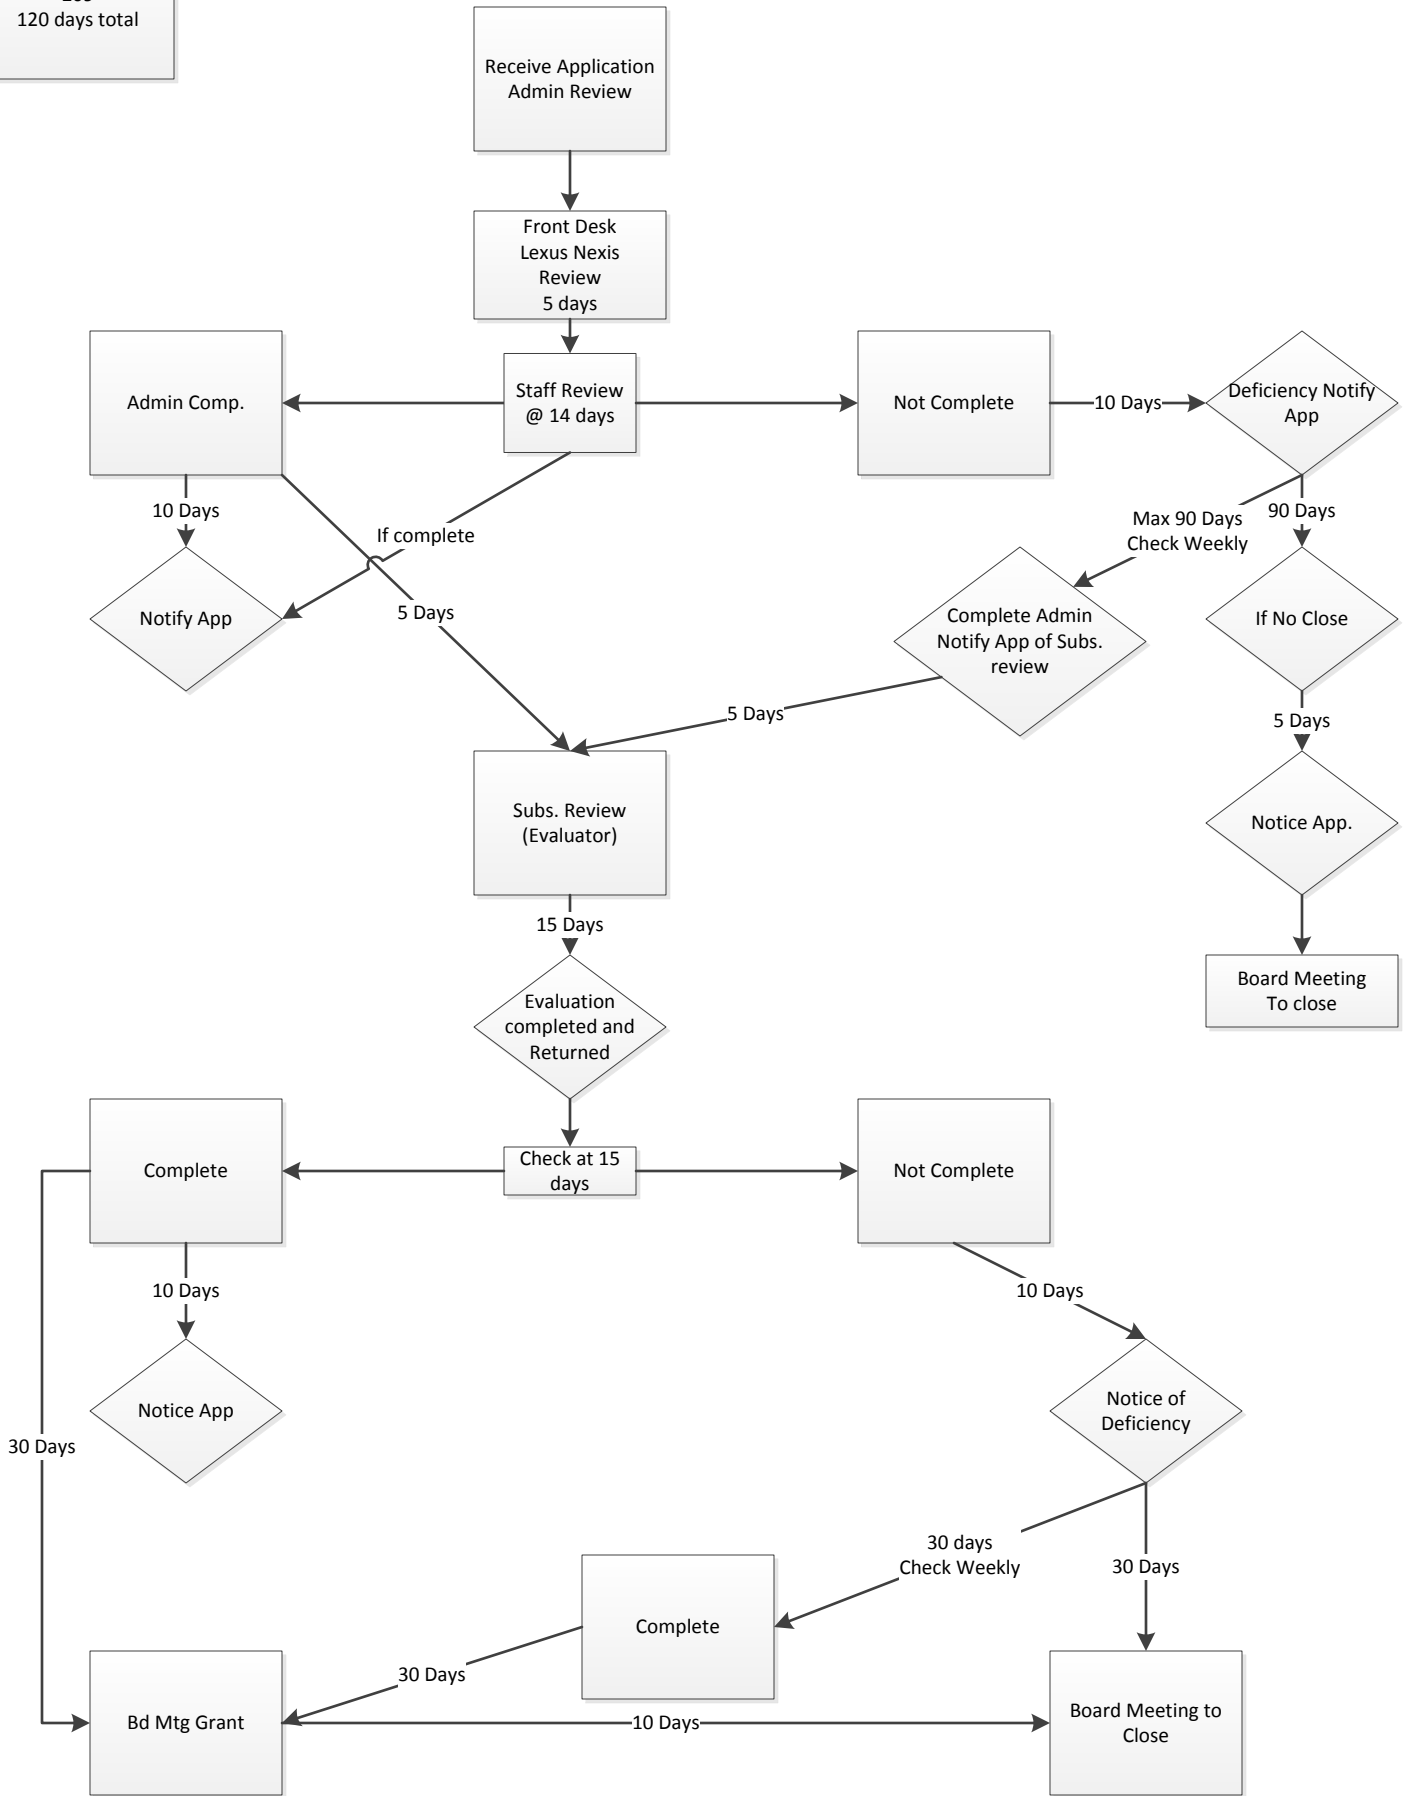 120 days total
Receive Application
Admin Review
Front Desk
Lexus Nexis
Review
5 days
Admin Comp.
Staff Review
@ 14 days
Not Complete
10 Days
Deficiency Notify
App
10 Days
If complete
Max 90 Days
Check Weekly
90 Days
Notify App
5 Days
Complete Admin
Notify App of Subs.
review
If No Close
5 Days
5 Days
Subs. Review
(Evaluator)
Notice App.
15 Days
Evaluation
completed and
Returned
Board Meeting
To close
Complete
Check at 15
days
Not Complete
10 Days
10 Days
Notice App
Notice of
Deficiency
30 Days
30 days
Check Weekly
30 Days
Complete
30 Days
Bd Mtg Grant
10 Days
Board Meeting to
Close